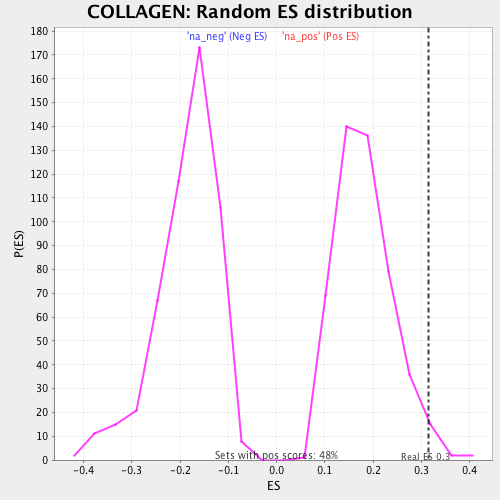 COLLAGEN: Random ES distribution
'na_neg' (Neg ES) 'na_pos' (Pos ES)
180
170
160
150
140
130
120
110
100
90
80
70
60
50
40
30
20
10
0
P(ES)
Sets with pos scores: 48%
Real ES 0.3
-0.4 -0.3 -0.2 -0.1 0.0 0.1 0.2 0.3 0.4
ES